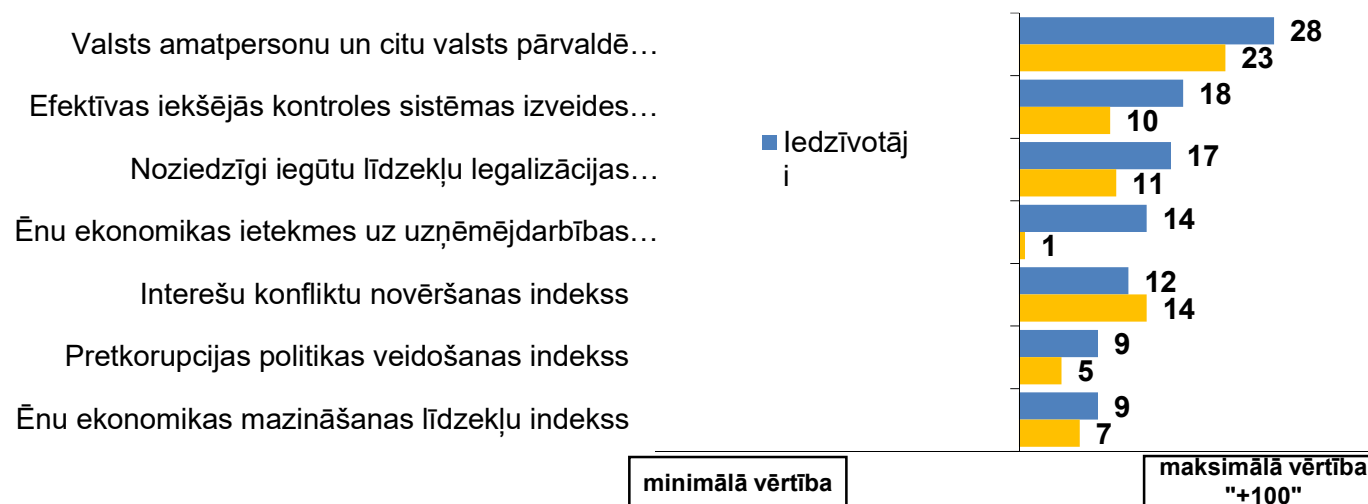 Valsts amatpersonu un citu valsts pārvaldē…
28
23
Efektīvas iekšējās kontroles sistēmas izveides…
18
10
Iedzīvotāj
i
Noziedzīgi iegūtu līdzekļu legalizācijas…
17
11
Ēnu ekonomikas ietekmes uz uzņēmējdarbības…
14
1
Interešu konfliktu novēršanas indekss
12
14
Pretkorupcijas politikas veidošanas indekss
9
5
Ēnu ekonomikas mazināšanas līdzekļu indekss
9
7
minimālā vērtība
maksimālā vērtība
"+100"